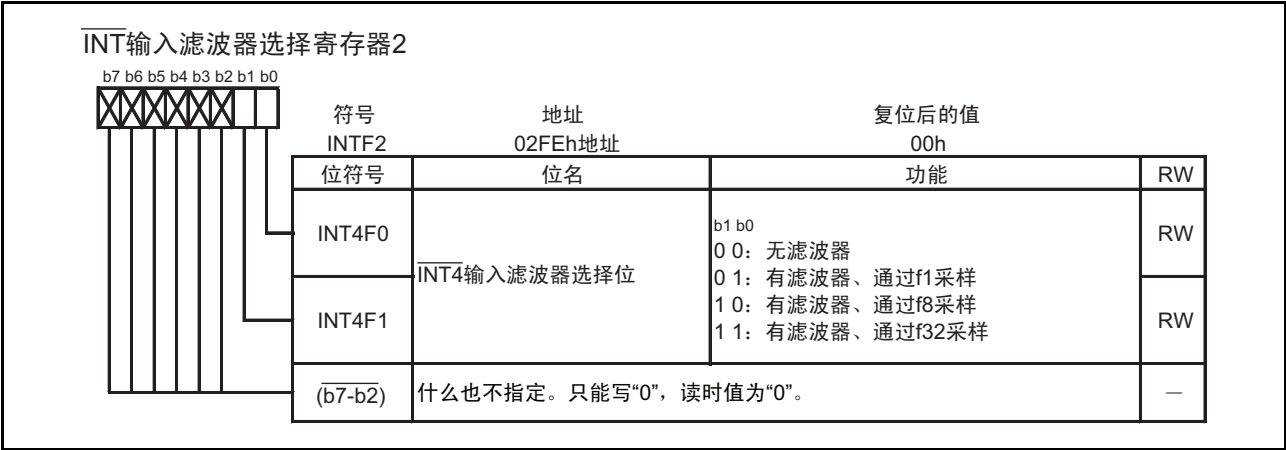 INT输入滤波器选择寄存器2
b7 b6 b5 b4 b3 b2 b1 b0
符号 地址 复位后的值
INTF2 02FEh地址 00h
位符号 位名 功能 RW
INT4F0 RW
INT4输入滤波器选择位
b1 b0
0 0：无滤波器
0 1：有滤波器、通过f1采样
1 0：有滤波器、通过f8采样
1 1：有滤波器、通过f32采样
INT4F1 RW
(b7-b2) 什么也不指定。只能写“0”，读时值为“0”。 —